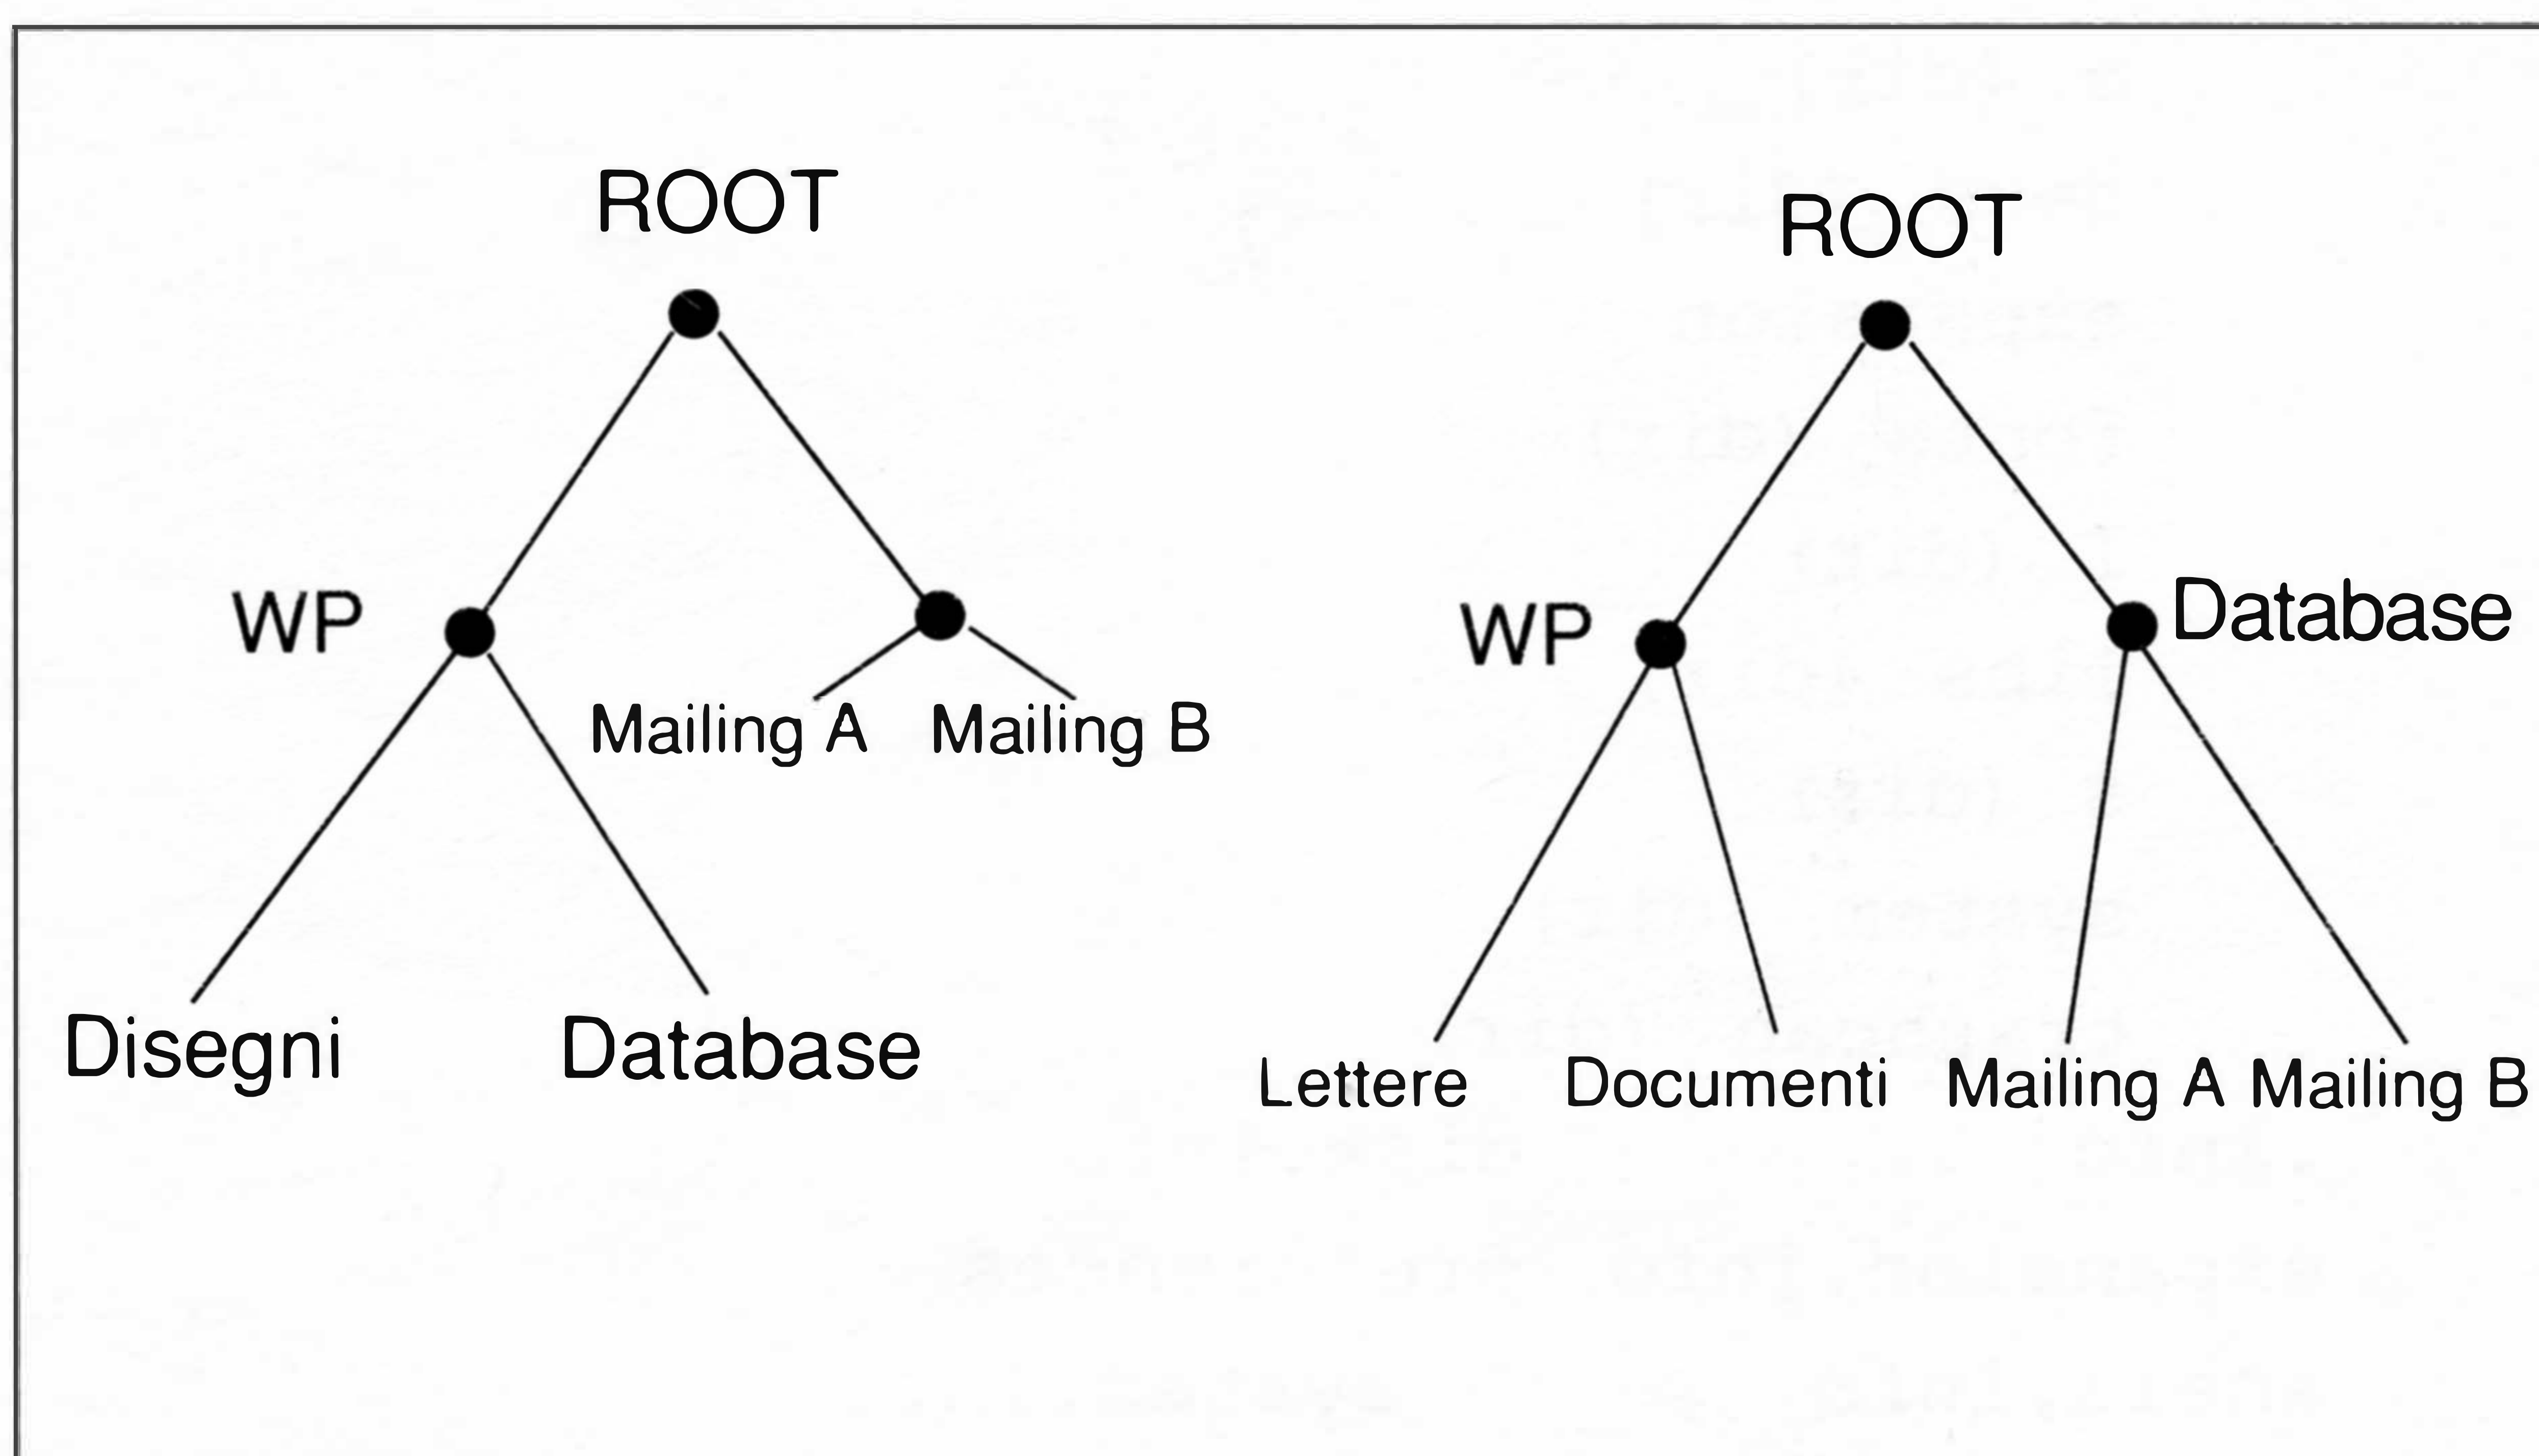 ROOT
WP
Mailing A Mailing B
Disegni Database
ROOT
WP Database
Lettere Documenti Mailing A Mailing B